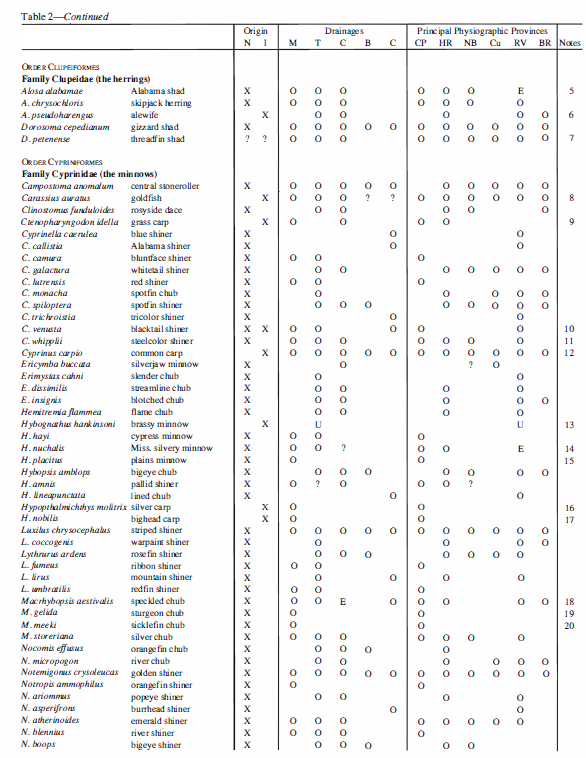 Table 2—Continued
Origin Drainages Principal Physiographic Provinces
N I M T C B C CP HR NB Cu RV BR Notes
ORDER CLUPEIFORMES
Family Clupeidae (the herrings)
Alosa alabamae Alabama shad X O O O O O O E 5
A. chrysochloris skipjack herring X O O O O O O O
A. pseudoharengus alewife X O O O O O 6
Dorosoma cepedianum gizzard shad X O O O O O O O O O O O
D. petenense threadfin shad ? ? O O O O O O O O O 7
ORDER CYPRINIFORMES
Family Cyprinidae (the minnows)
Campostoma anomalum central stoneroller X O O O O O O O O O O
Carassius auratus goldfish X O O O ? ? O O O O O O 8
Clinostomus funduloides rosyside dace X O O O O O
Ctenopharyngodon idella grass carp X O O O O 9
Cyprinella caerulea blue shiner X O O
C. callistia Alabama shiner X O O
C. camura bluntface shiner X O O O
C. galactura whitetail shiner X O O O O O O O
C. lutrensis red shiner X O O O
C. monacha spotfin chub X O O O O O
C. spiloptera spotfin shiner X O O O O O O O O
C. trichroistia tricolor shiner X O O
C. venusta blacktail shiner X X O O O O O 10
C. whipplii steelcolor shiner X O O O O O O O 11
Cyprinus carpio common carp X O O O O O O O O O O O 12
Ericymba buccata silverjaw minnow X O ? O
Erimystax cahni slender chub X O O
E. dissimilis streamline chub X O O O O
E. insignis blotched chub X O O O O O
Hemitremia flammea flame chub X O O O O
Hybognathus hankinsoni brassy minnow X U U 13
H. hayi cypress minnow X O O O
H. nuchalis Miss. silvery minnow X O O ? O O E 14
H. placitus plains minnow X O O 15
Hybopsis amblops bigeye chub X O O O O O O O
H. amnis pallid shiner X O ? O O O ?
H. lineapunctata lined chub X O O
Hypopthalmichthys molitrix silver carp X O O 16
H. nobilis bighead carp X O O 17
Luxilus chrysocephalus striped shiner X O O O O O O O O O O O
L. coccogenis warpaint shiner X O O O O
Lythrurus ardens rosefin shiner X O O O O O O O
L. fumeus ribbon shiner X O O O
L. lirus mountain shiner X O O O O
L. umbratilis redfin shiner X O O O
Macrhybopsis aestivalis speckled chub X O O E O O O O O 18
M. gelida sturgeon chub X O O 19
M. meeki sicklefin chub X O O 20
M. storeriana silver chub X O O O O O O O
Nocomis effusus orangefin chub X O O O O
N. micropogon river chub X O O O O O O
Notemigonus crysoleucas golden shiner X O O O O O O O O O O O
Notropis ammophilus orangefin shiner X O O
N. ariommus popeye shiner X O O O O
N. asperifrons burrhead shiner X O O
N. atherinoides emerald shiner X O O O O O O O O
N. blennius river shiner X O O O O
N. boops bigeye shiner X O O O O O